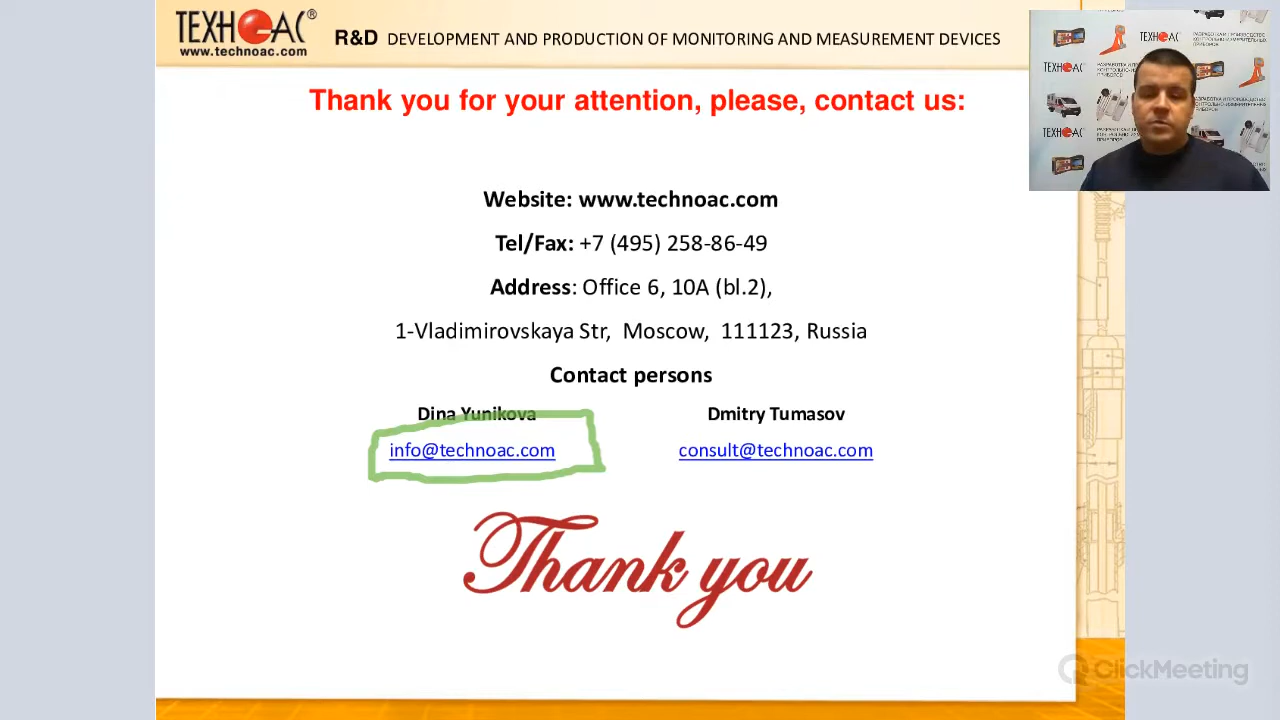 ТЕХНОАС®
www.technoac.com
R&D DEVELOPMENT AND PRODUCTION OF MONITORING AND MEASUREMENT DEVICES
Thank you for your attention, please, contact us:
Website: www.technoac.com
Tel/Fax: +7 (495) 258-86-49
Address: Office 6, 10A (bl.2),
1-Vladimirovskaya Str, Moscow, 111123, Russia
Contact persons
Dina Yunikova
Dmitry Tumasov
info@technoac.com
consult@technoac.com
Thank you
ClickMeeting